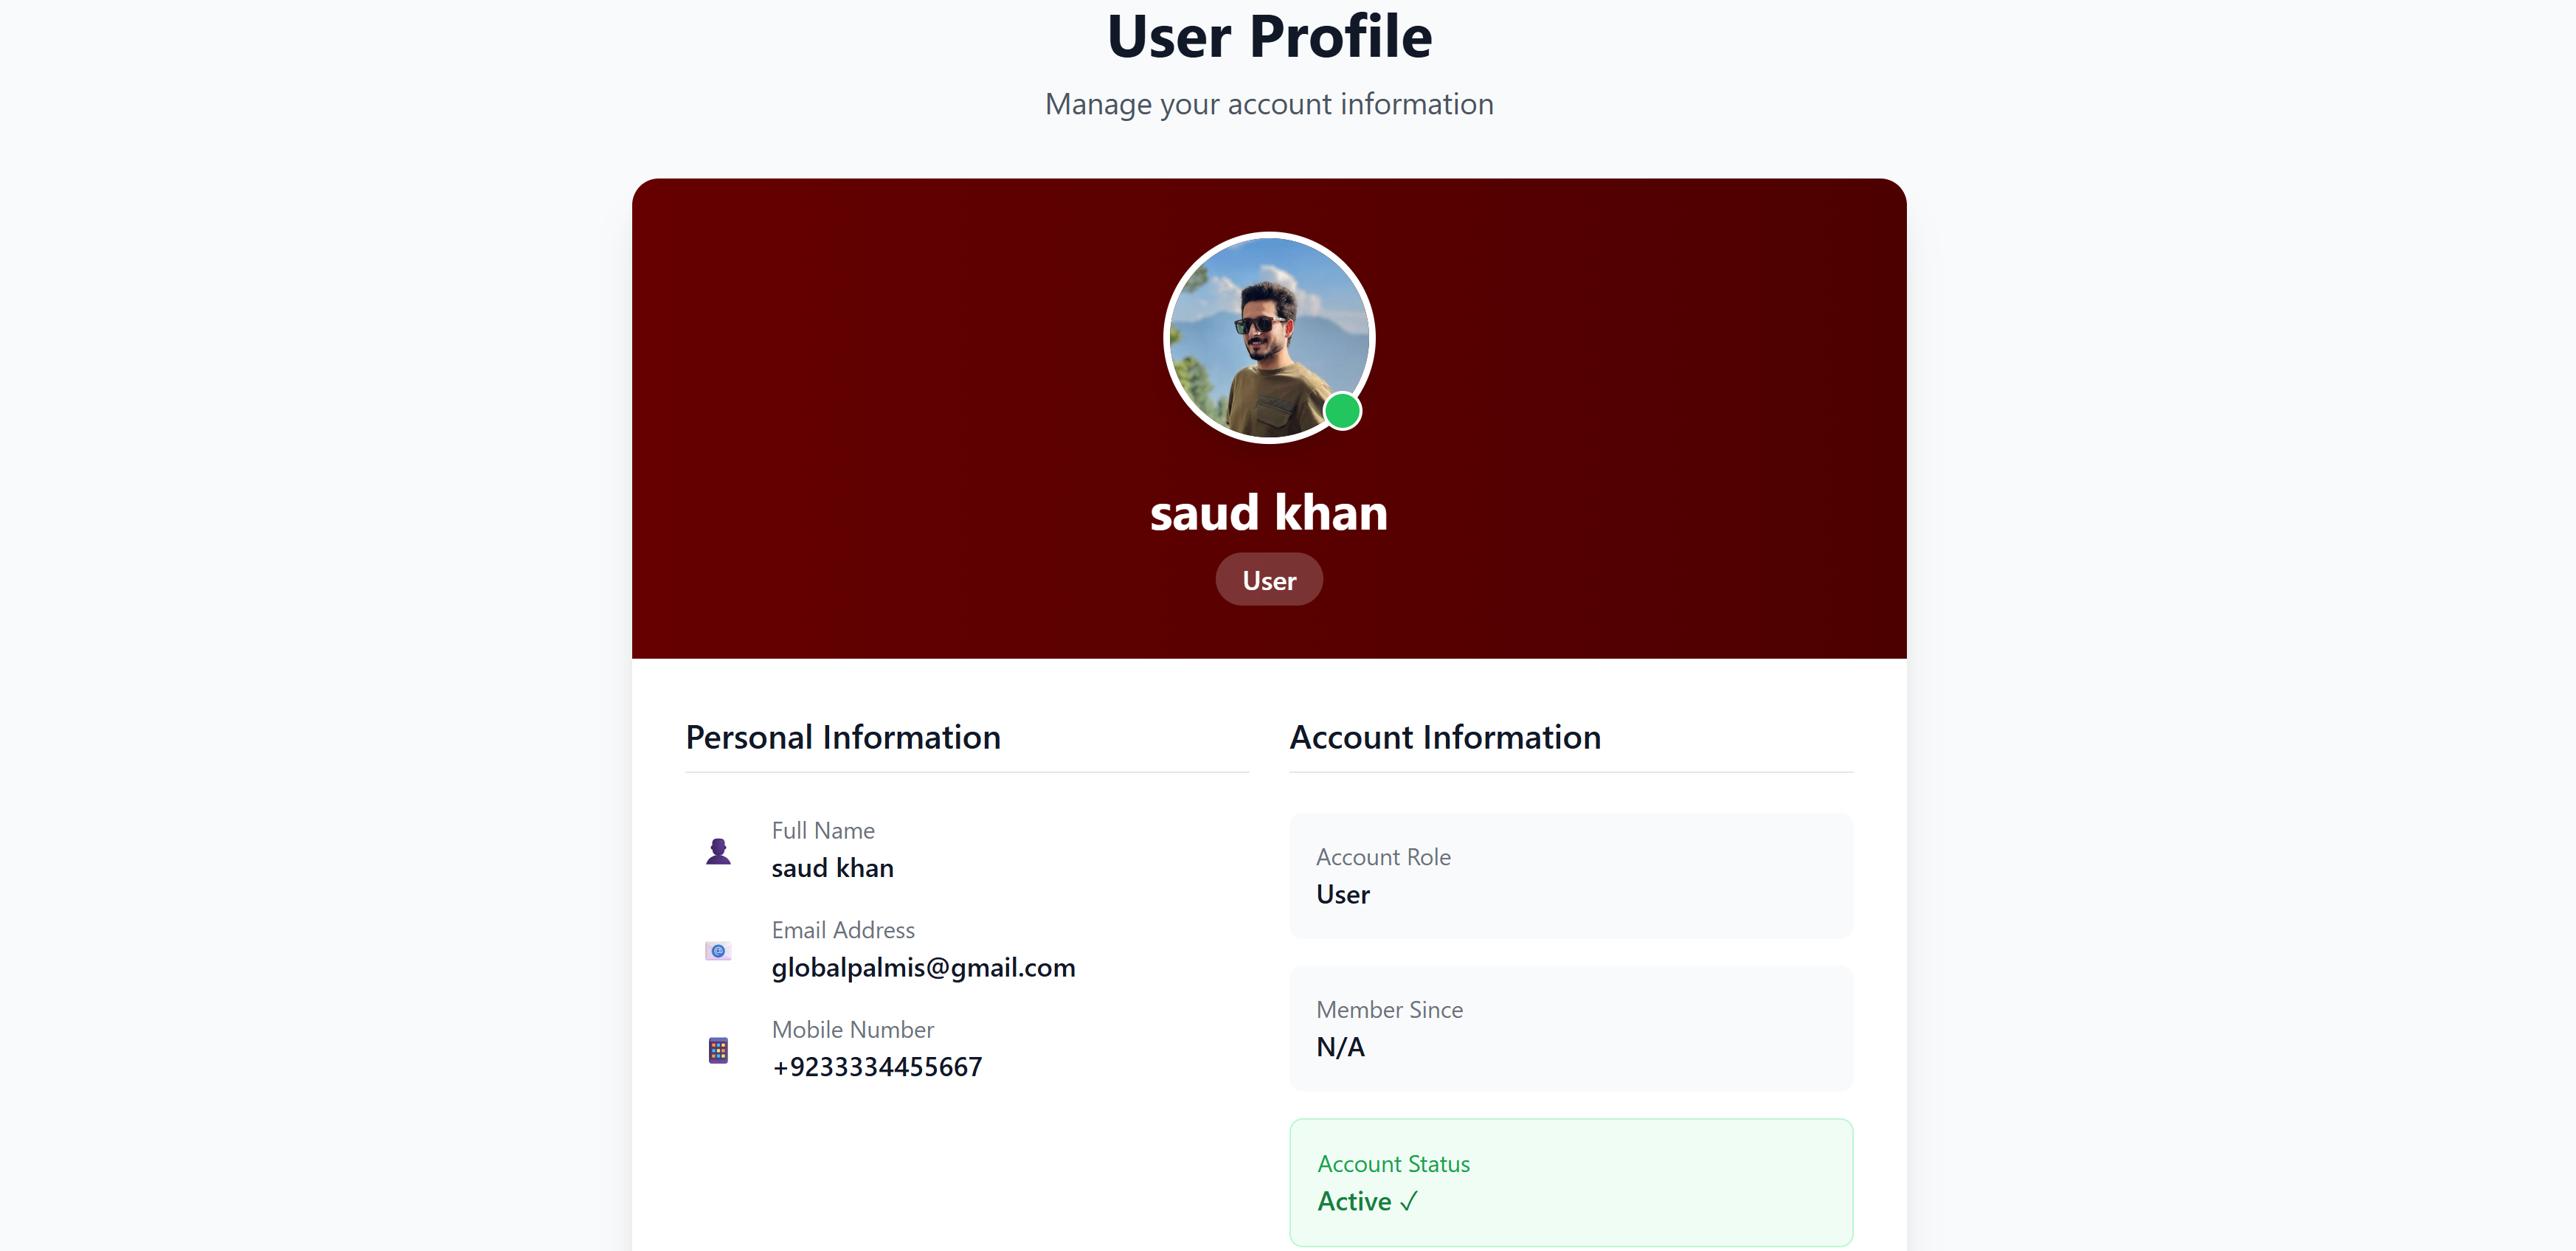 User Profile
Manage your account information
saud khan
User
Personal Information
Full Name
saud khan
Email Address
globalpalmis@gmail.com
Mobile Number
+9233334455667
Account Information
Account Role
User
Member Since
N/A
Account Status
Active ✓